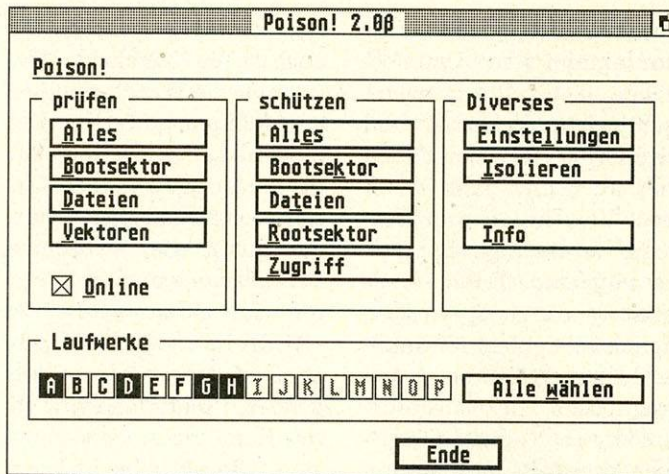 Poison! 2.0β
Poison!
prüfen
Alles
Bootsektor
Dateien
Vektoren
Online
schützen
Alles
Bootsektor
Dateien
Rootsektor
Zugriff
Diverses
Einstellungen
Isolieren
Info
Laufwerke
A B C D E F G H I J K L M N O P
Alle wählen
Ende